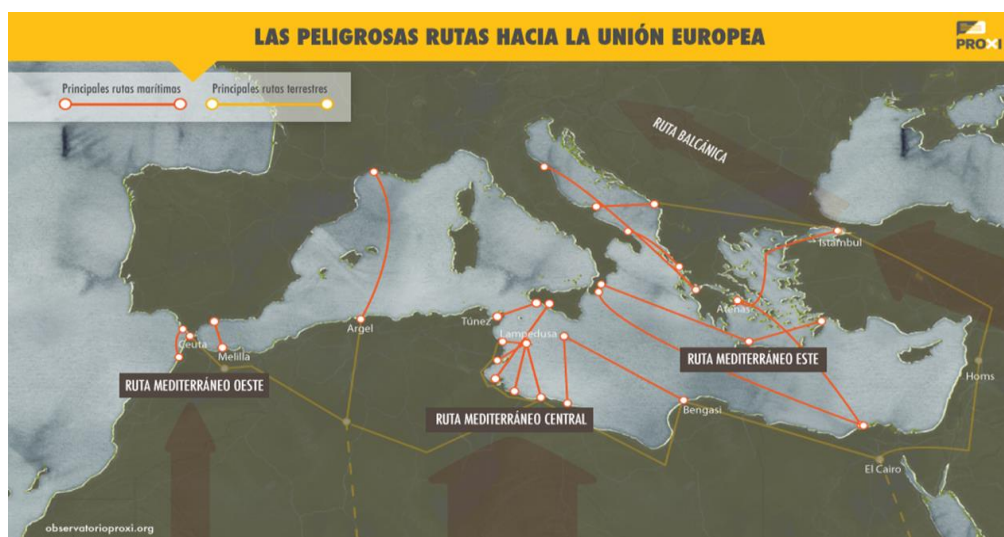 LAS PELIGROSAS RUTAS HACIA LA UNIÓN EUROPEA
PROXI
Principales rutas marítimas
Principales rutas terrestres
RUTA BALCÁNICA
Istambul
Atenas
Argel
Túnez
Lampedusa
Ceuta
Melilla
RUTA MEDITERRÁNEO ESTE
Homs
RUTA MEDITERRÁNEO OESTE
RUTA MEDITERRÁNEO CENTRAL
Bengasi
El Cairo
observatorioproxi.org